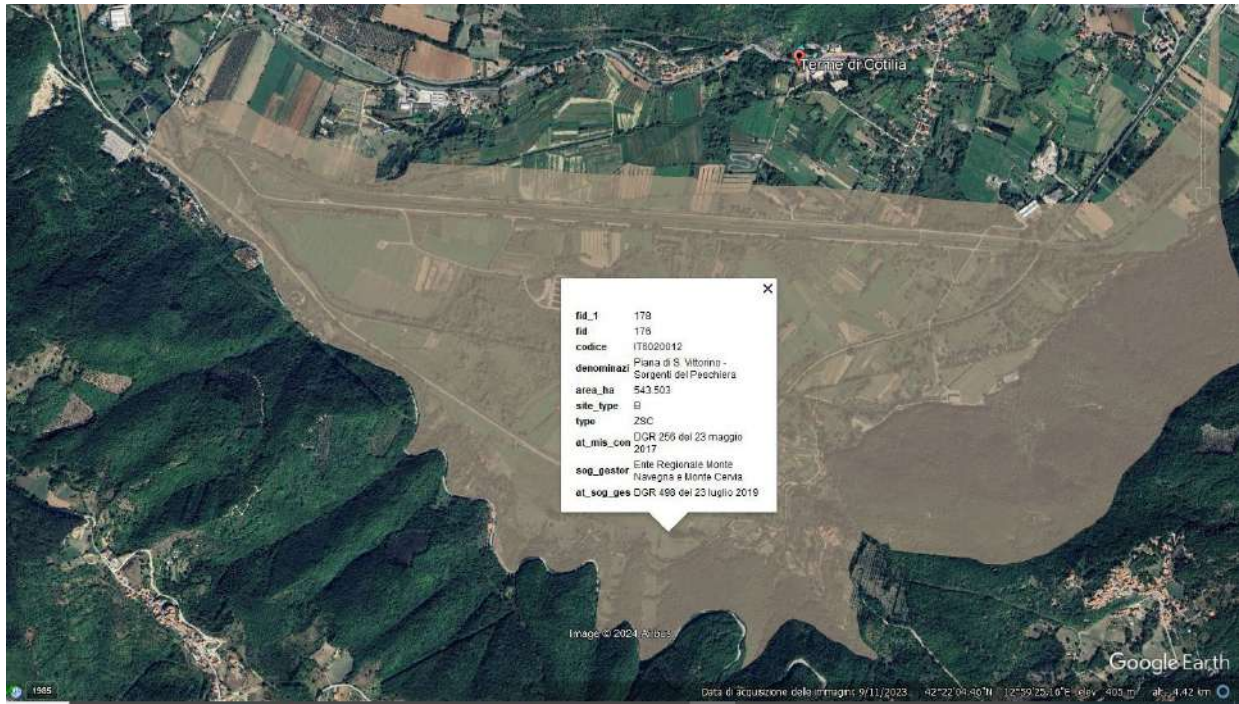 Terme di Cotilia
fid_1 178
fid 176
codice IT6020012
denominazi Piana di S. Vittorino -
Sorgenti del Peschiera
area_ha 543.503
site_type B
type ZSC
at_mis_con DGR 256 del 23 maggio
2017
sog_gestor Ente Regionale Monte
Navegna e Monte Cervia
at_sog_ges DGR 498 del 23 luglio 2019
Image © 2024 Airbus
Google Earth
1985
Data di acquisizione delle immagini: 9/11/2023 42°22'04.46"N 12°59'25.16"E elev 405 m alt 4.42 km